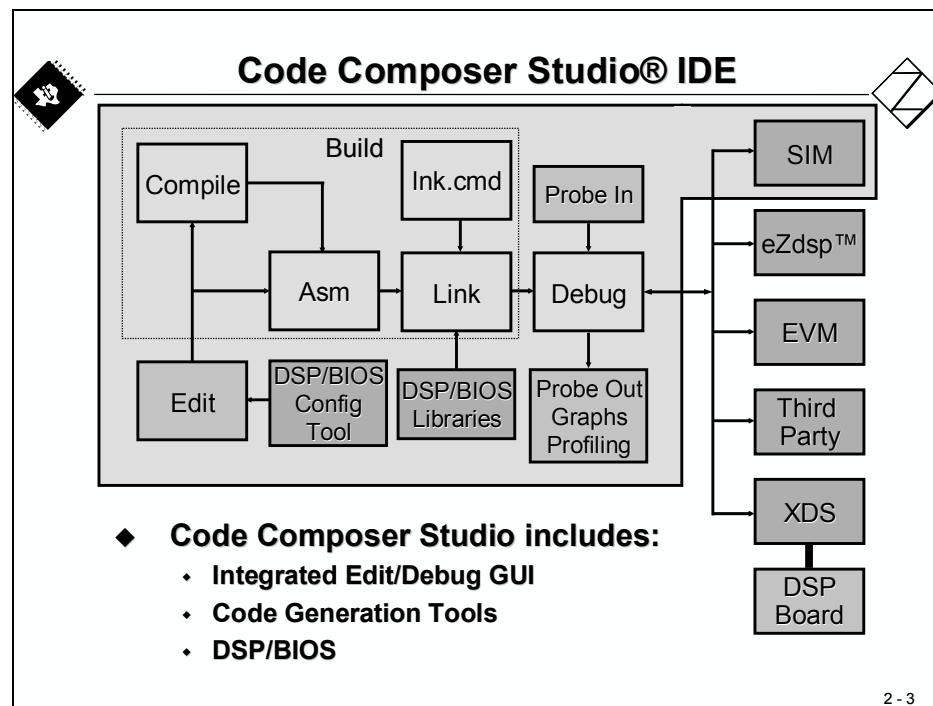 Code Composer Studio® IDE
Build
Compile
lnk.cmd
Probe In
SIM
eZdsp™
Asm
Link
Debug
EVM
Edit
DSP/BIOS
Config
Tool
DSP/BIOS
Libraries
Probe Out
Graphs
Profiling
Third
Party
XDS
DSP
Board
◆ Code Composer Studio includes:
◆ Integrated Edit/Debug GUI
◆ Code Generation Tools
◆ DSP/BIOS
2 - 3